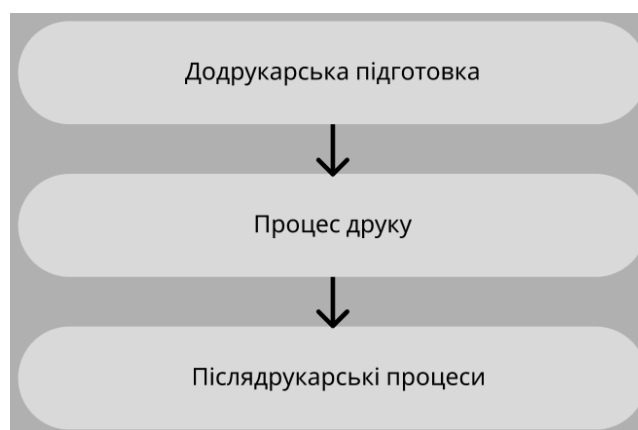 Додрукарська підготовка
Процес друку
Післядрукарські процеси